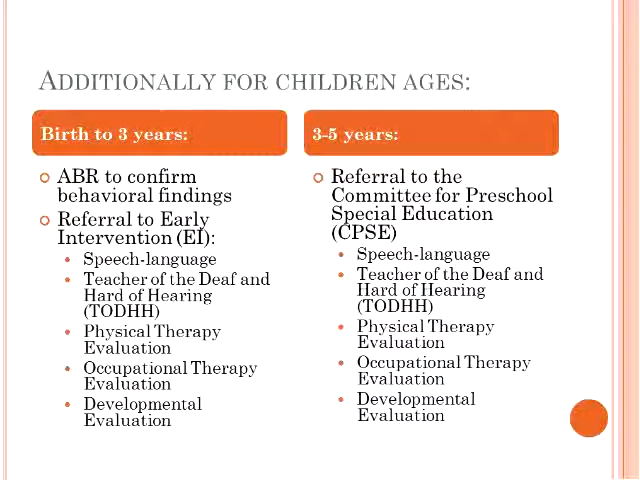 ADDITIONALLY FOR CHILDREN AGES:
Birth to 3 years:
ABR to confirm
behavioral findings
Referral to Early
Intervention (EI):
Speech-language
Teacher of the Deaf and
Hard of Hearing
(TODHH)
Physical Therapy
Evaluation
Occupational Therapy
Evaluation
Developmental
Evaluation
3-5 years:
Referral to the
Committee for Preschool
Special Education
(CPSE)
Speech-language
Teacher of the Deaf and
Hard of Hearing
(TODHH)
Physical Therapy
Evaluation
Occupational Therapy
Evaluation
Developmental
Evaluation